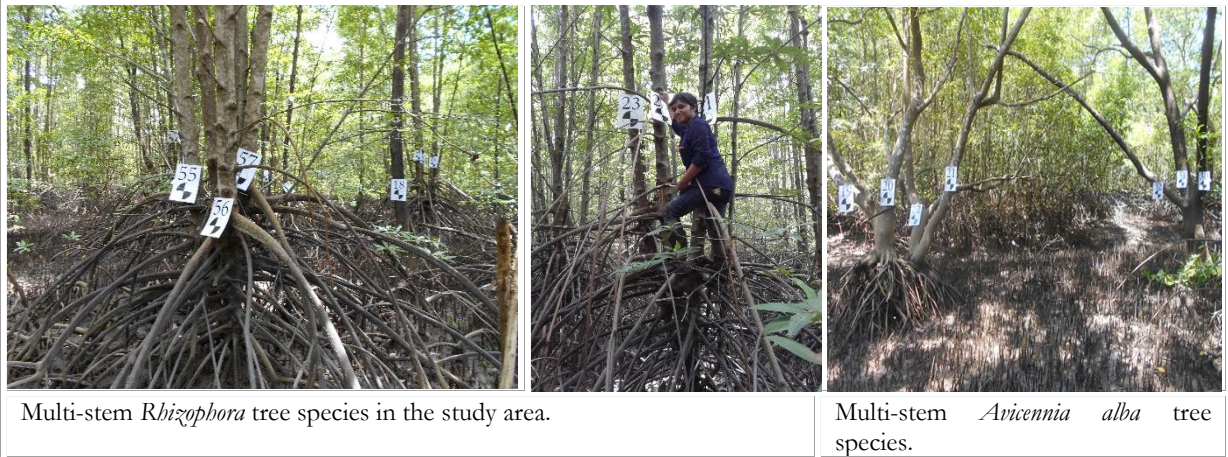 55
57
56
18
23
20
21
Multi-stem Rhizophora tree species in the study area.
Multi-stem Avicennia alba tree
species.